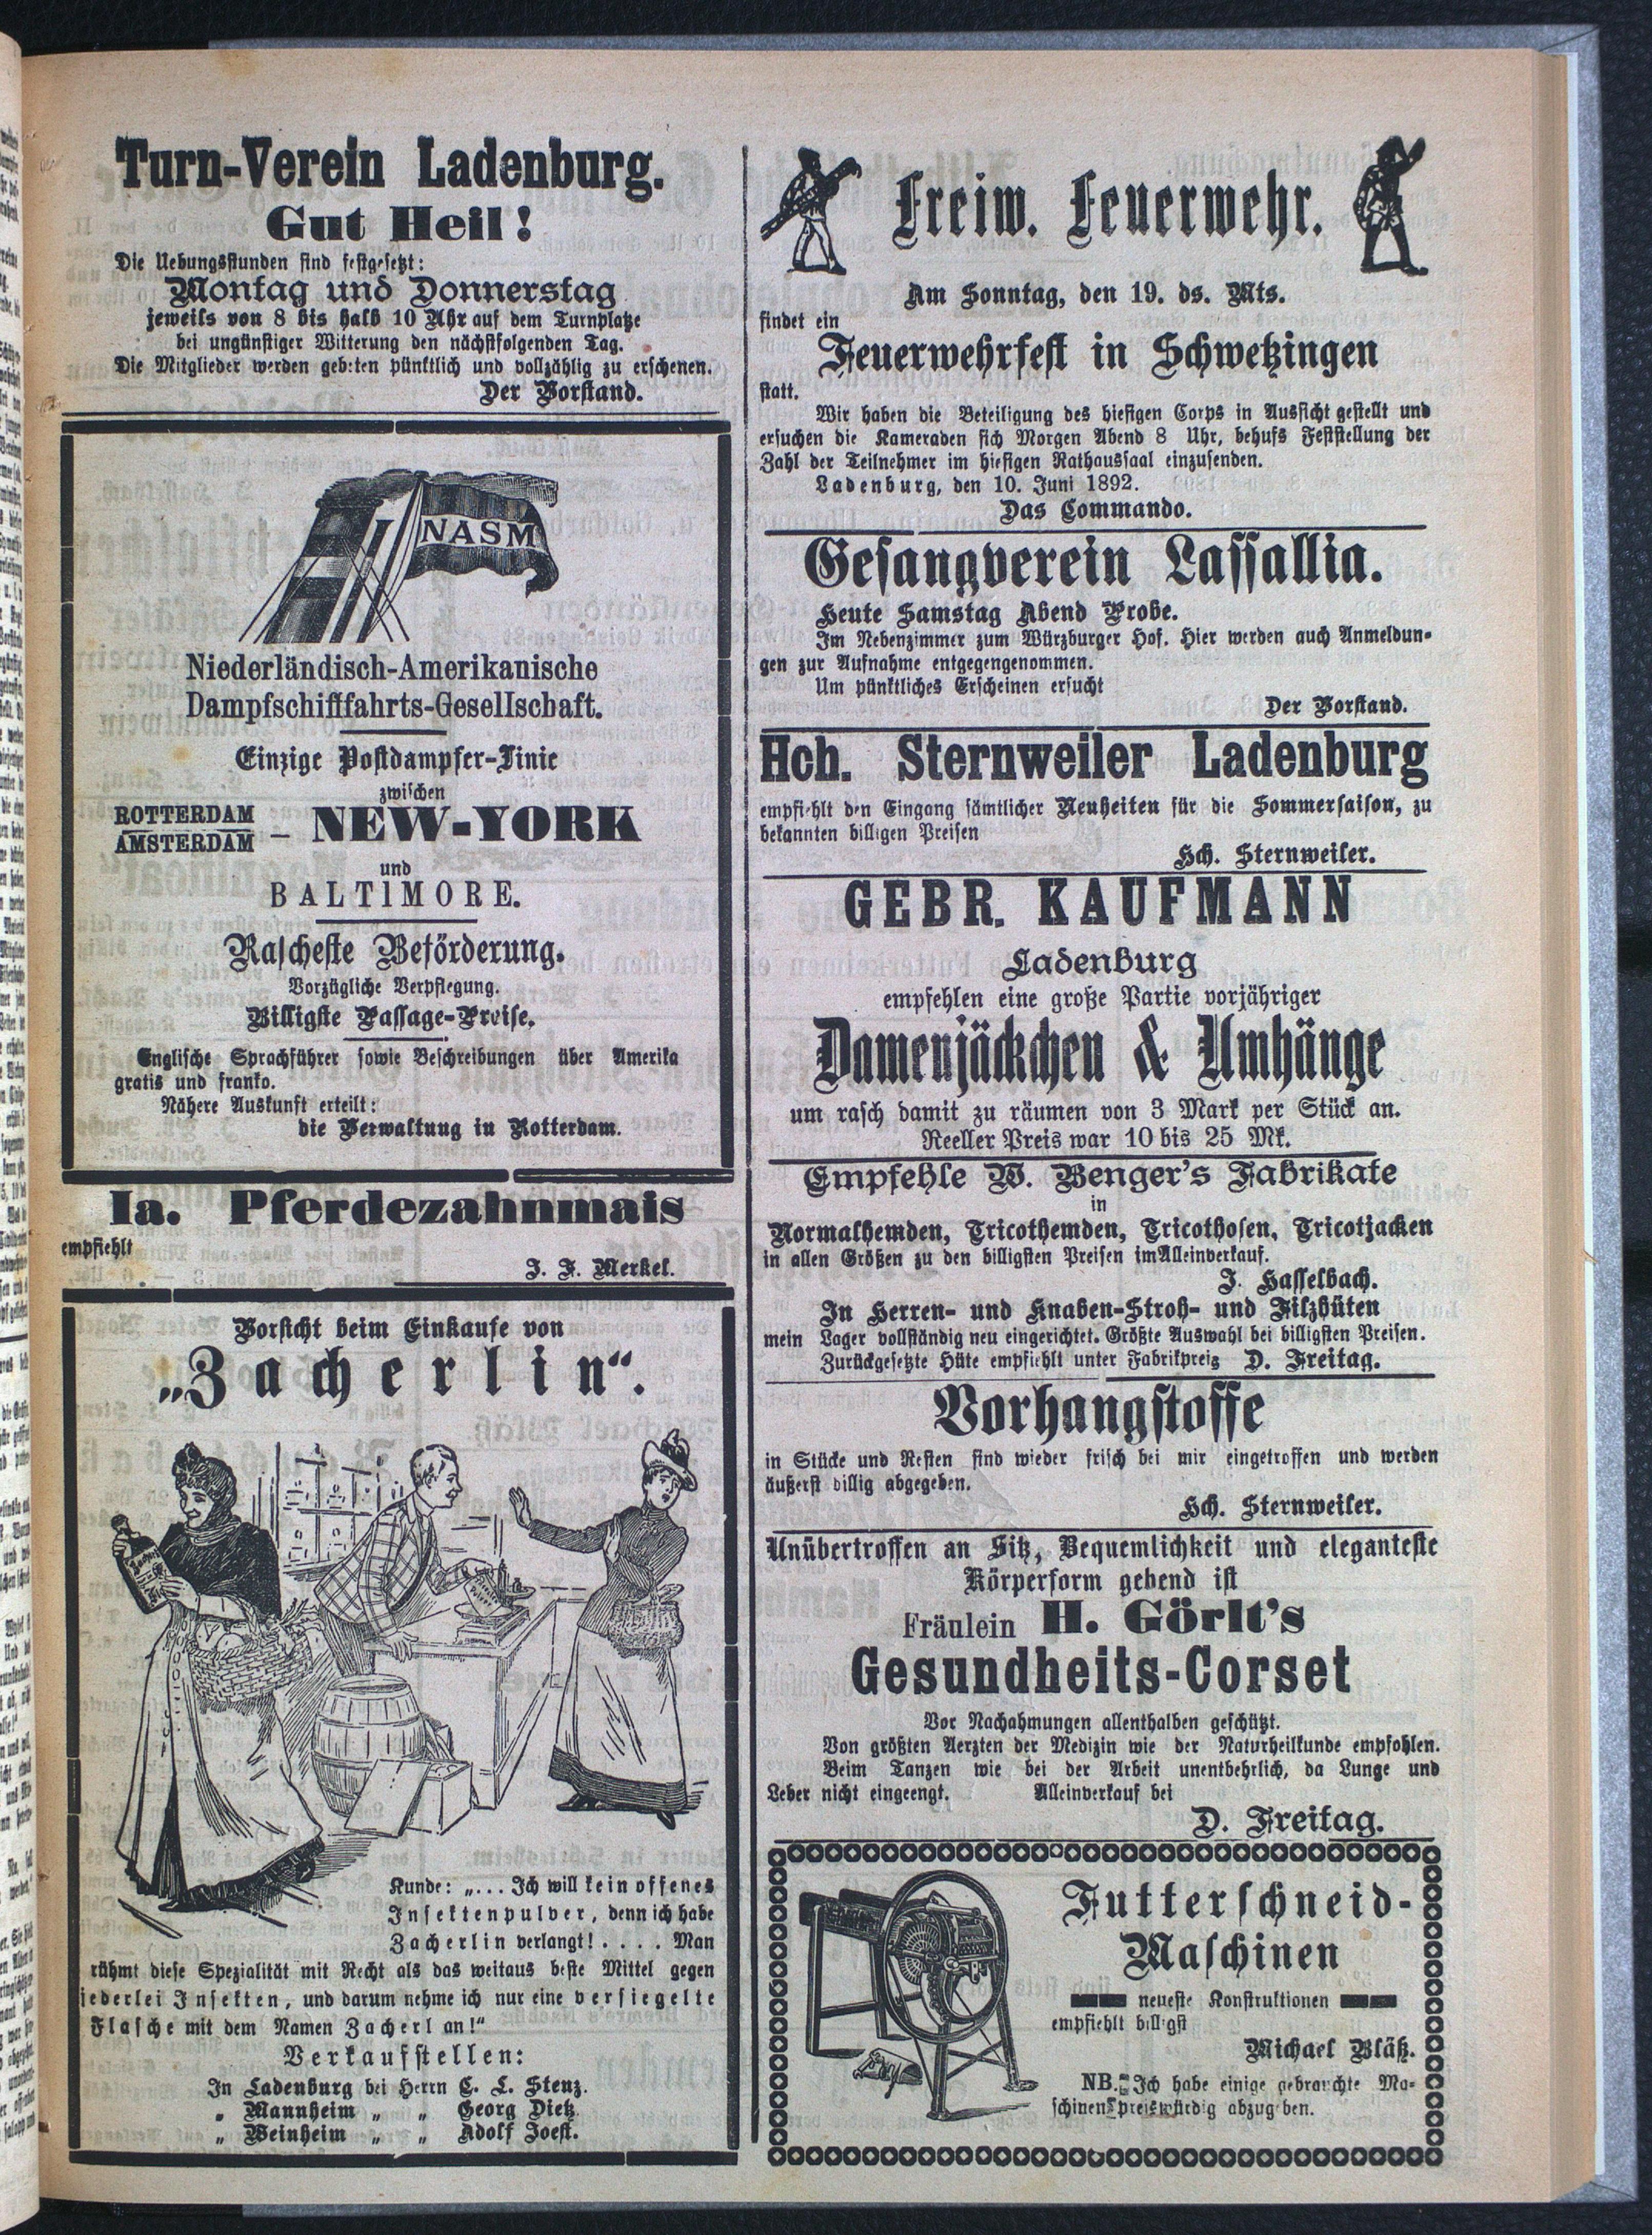 Turn-Verein Ladenburg.
Gut Heil!
Die Uebungsstunden sind festgesetzt:
Montag und Donnerstag
jeweils von 8 bis halb 10 Uhr auf dem Turnplatze
bei ungünstiger Witterung den nächstfolgenden Tag.
Die Mitglieder werden gebeten pünktlich und vollzählig zu erschenen.
Der Vorstand.
NASM
Niederländisch-Amerikanische
Dampfschifffahrts-Gesellschaft.
Einzige Postdampfer-Linie
zwischen
ROTTERDAM
AMSTERDAM – NEW-YORK
und
BALTIMORE.
Rascheste Beförderung.
Vorzügliche Verpflegung.
Billigste Passage-Preise.
Englische Sprachführer sowie Beschreibungen über Amerika
gratis und franko.
Nähere Auskunft erteilt:
die Verwaltung in Rotterdam.
Ia. Pferdezahnmais
empfiehlt
J. F. Merkel.
Vorsicht beim Einkaufe von
„Zacherlin“.
Kunde: „... Ich will kein offenes
Insektenpulver, denn ich habe
Zacherlin verlangt! .... Man
rühmt diese Spezialität mit Recht als das weitaus beste Mittel gegen
jederlei Insekten, und darum nehme ich nur eine versiegelte
Flasche mit dem Namen Zacherl an!“
Verkaufstellen:
In Ladenburg bei Herrn C. L. Stenz.
„ Mannheim „ „ Georg Dietz
„ Weinheim „ „ Adolf Joest.
Freiw. Feuerwehr.
Am Sonntag, den 19. ds. Mts.
findet ein
Feuerwehrfest in Schwetzingen
statt.
Wir haben die Beteiligung des hiesigen Corps in Aussicht gestellt und
ersuchen die Kameraden sich Morgen Abend 8 Uhr, behufs Feststellung der
Zahl der Teilnehmer im hiesigen Rathaussaal einzusenden.
Ladenburg, den 10. Juni 1892.
Das Commando.
Gesangverein Lassallia.
Heute Samstag Abend Probe.
Im Nebenzimmer zum Würzburger Hof. Hier werden auch Anmeldun-
gen zur Aufnahme entgegengenommen.
Um pünktliches Erscheinen ersucht
Der Vorstand.
Hch. Sternweiler Ladenburg
empfiehlt den Eingang sämtlicher Neuheiten für die Sommersaison, zu
bekannten billigen Preisen
Hch. Sternweiler.
GEBR. KAUFMANN
Ladenburg
empfehlen eine große Partie vorjähriger
Damenjäckchen & Umhänge
um rasch damit zu räumen von 3 Mark per Stück an.
Reeller Preis war 10 bis 25 Mk.
Empfehle W. Benger's Fabrikate
in
Normalhemden, Tricothemden, Tricothosen, Tricotjacken
in allen Größen zu den billigsten Preisen im Alleinverkauf.
J. Hasselbach.
In Herren- und Knaben-Stroh- und Filzhüten
mein Lager vollständig neu eingerichtet. Größte Auswahl bei billigsten Preisen.
Zurückgesetzte Hüte empfiehlt unter Fabrikpreis D. Freitag.
Vorhangstoffe
in Stücke und Resten sind wieder frisch bei mir eingetroffen und werden
äußerst billig abgegeben.
Hch. Sternweiler.
Unübertroffen an Sitz, Bequemlichkeit und eleganteste
Körperform gebend ist
Fräulein H. Görlt's
Gesundheits-Corset
Vor Nachahmungen allenthalben geschützt.
Von größten Aerzten der Medizin wie der Naturheilkunde empfohlen.
Beim Tanzen wie bei der Arbeit unentbehrlich, da Lunge und
Leber nicht eingeengt. Alleinverkauf bei
D. Freitag.
Futterschneid-
Maschinen
neueste Konstruktionen
empfiehlt billigst
Michael Bläß.
NB. Ich habe einige gebrauchte Ma-
schinen preiswürdig abzugeben.